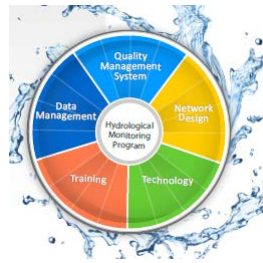 Quality
Management
System
Network
Design
Technology
Training
Data
Management
Hydrological
Monitoring
Program